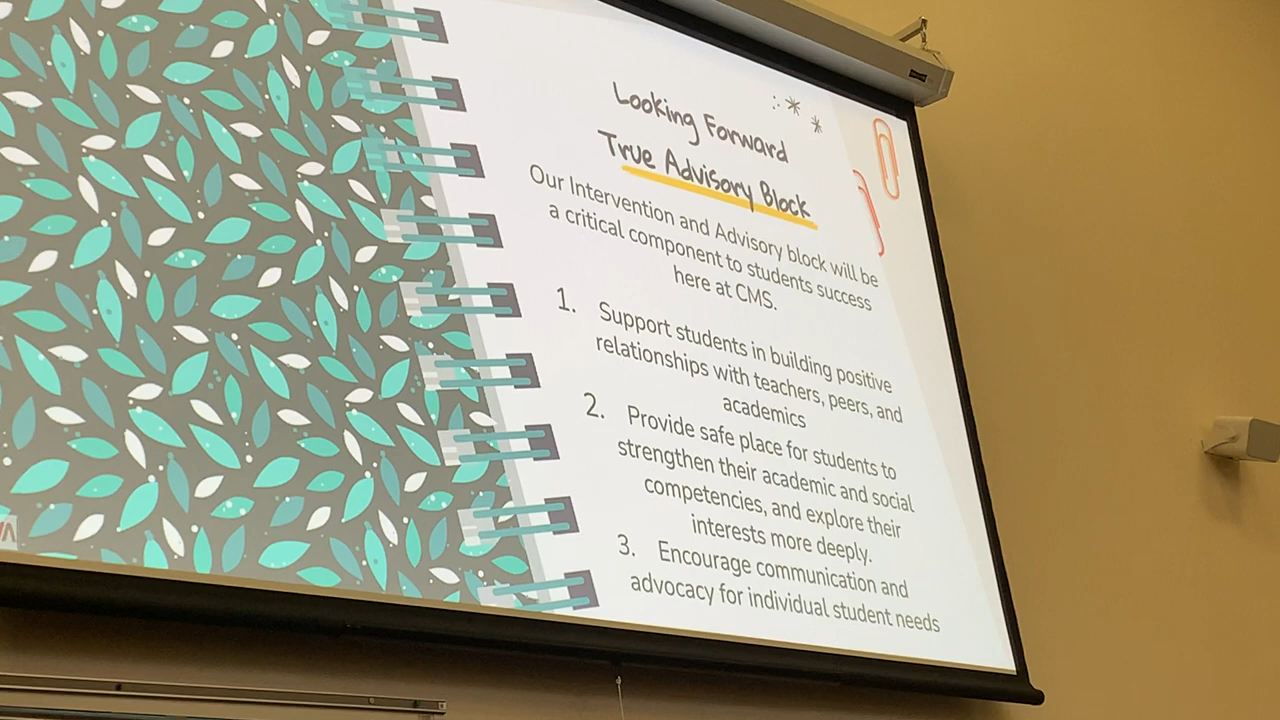 Looking Forward
True Advisory Block
Our Intervention and Advisory block will be
a critical component to students success
here at CMS.
1. Support students in building positive
relationships with teachers, peers, and
academics
2. Provide safe place for students to
strengthen their academic and social
competencies, and explore their
interests more deeply.
3. Encourage communication and
advocacy for individual student needs